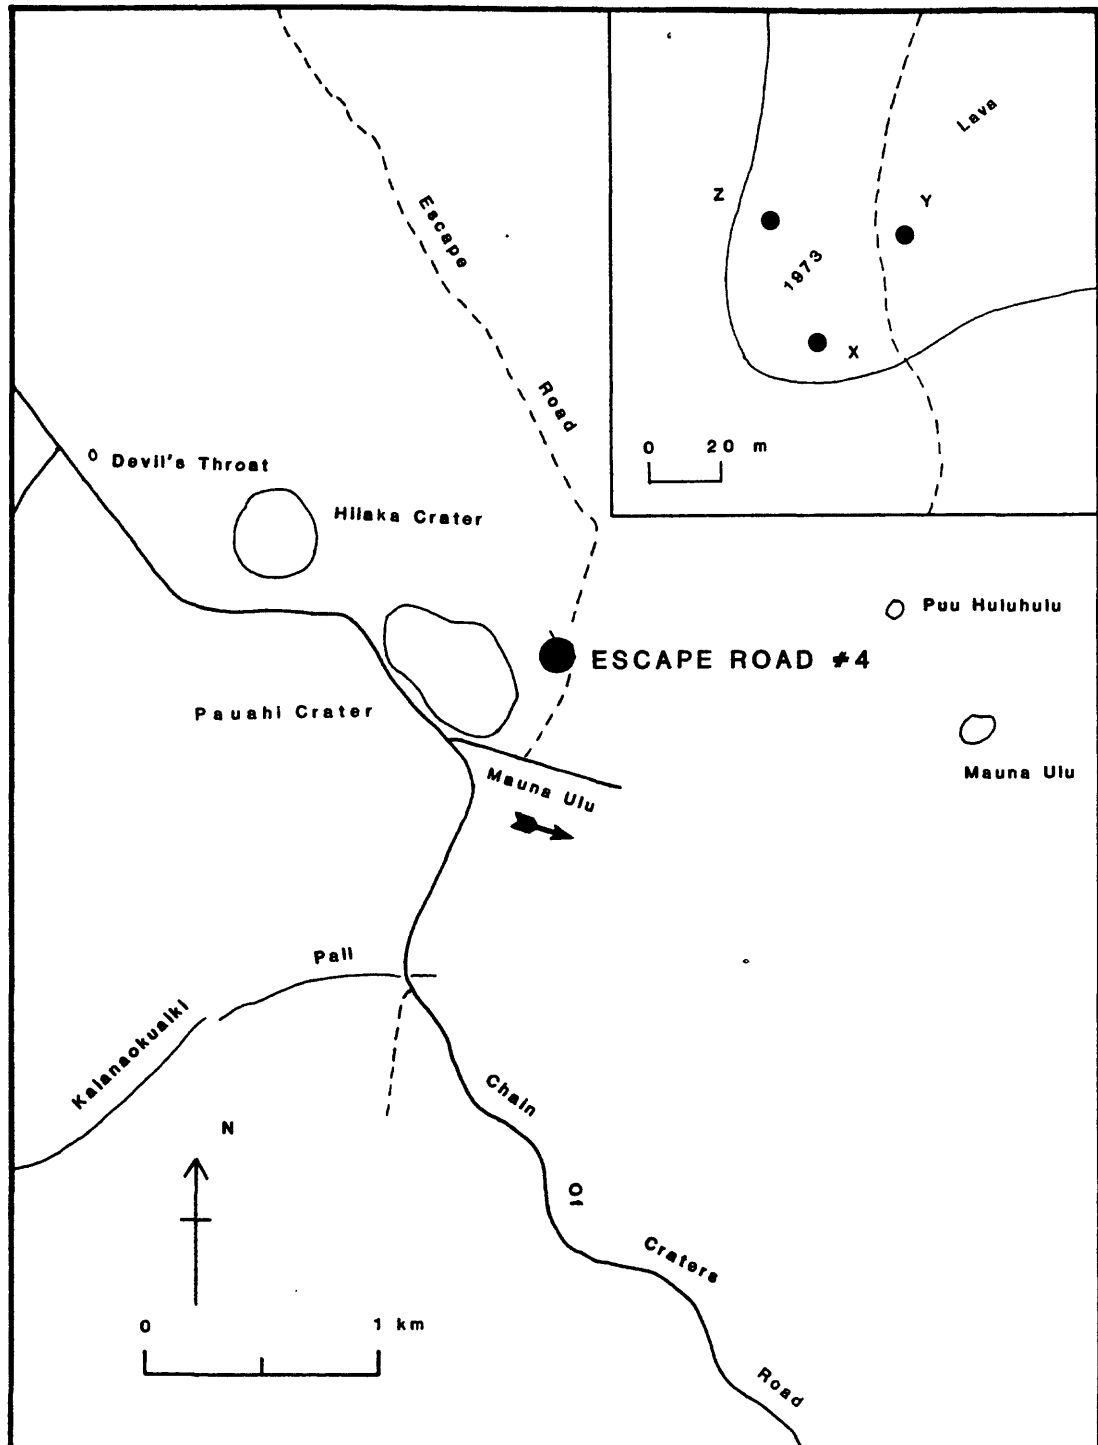 Lava
Z
Y
1973
X
0 20 m
Escape
Road
Devil's Throat
Hilaka Crater
Puu Huluhulu
ESCAPE ROAD #4
Pauahi Crater
Mauna Ulu
Mauna Ulu
Pali
Kalanaokuaiki
N
Chain
Of
Craters
Road
0 1 km